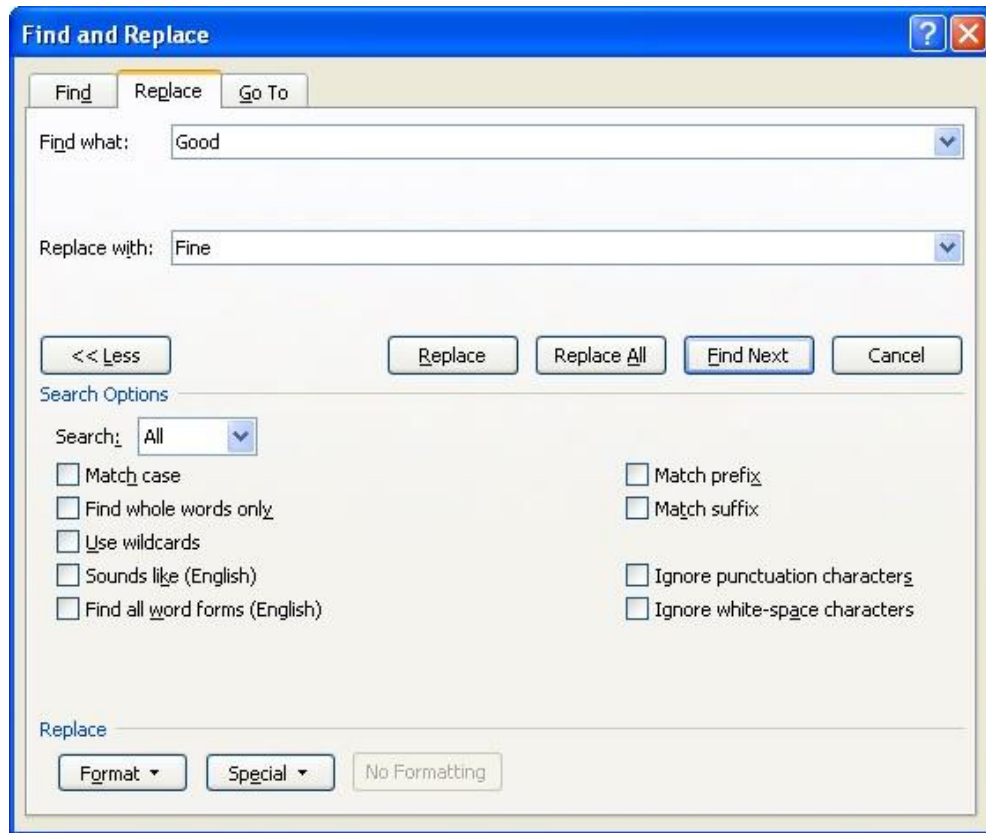 Find and Replace
Find Replace Go To
Find what: Good
Replace with: Fine
<< Less Replace Replace All Find Next Cancel
Search Options
Search: All
Match case Match prefix
Find whole words only Match suffix
Use wildcards
Sounds like (English) Ignore punctuation characters
Find all word forms (English) Ignore white-space characters
Replace
Format Special No Formatting